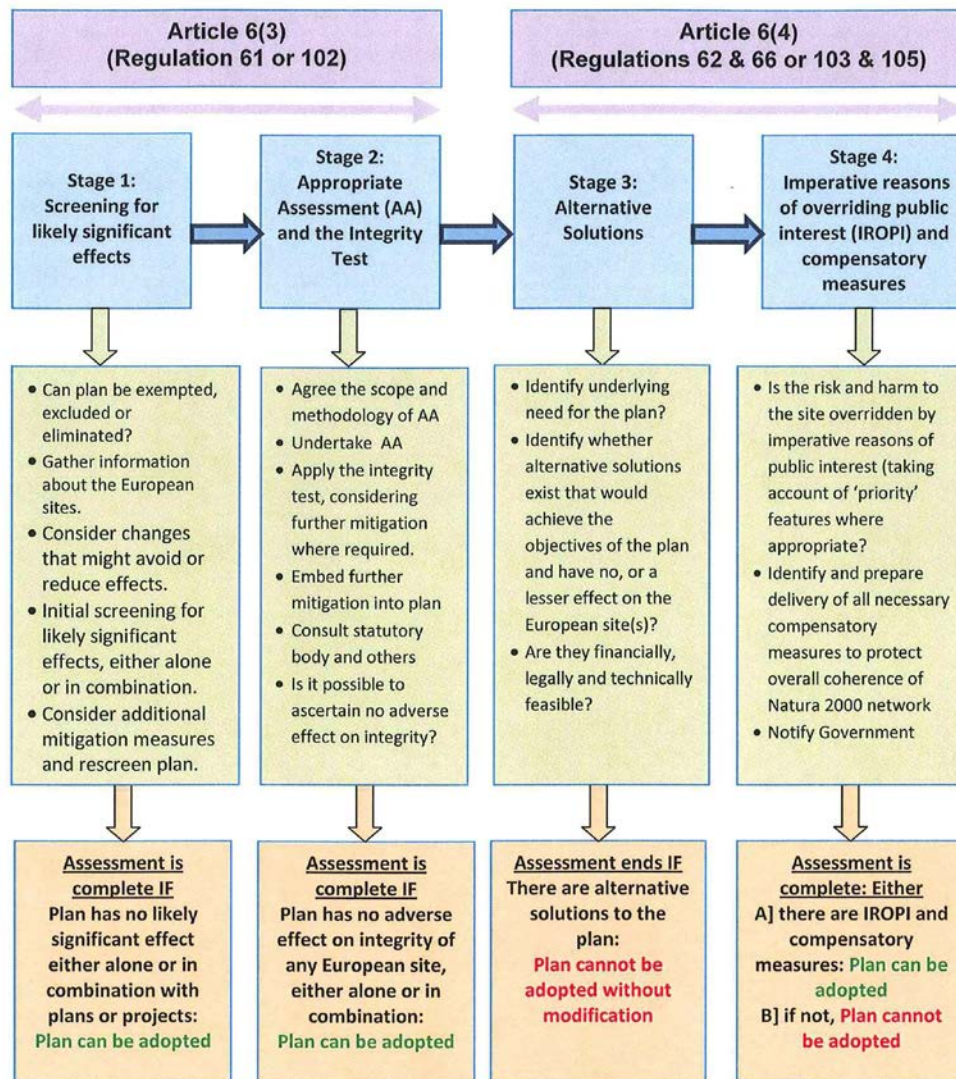 Article 6(3)
(Regulation 61 or 102)
Article 6(4)
(Regulations 62 & 66 or 103 & 105)
Stage 1:
Screening for
likely significant
effects
Stage 2:
Appropriate
Assessment (AA)
and the Integrity
Test
Stage 3:
Alternative
Solutions
Stage 4:
Imperative reasons
of overriding public
interest (IROPI) and
compensatory
measures
• Can plan be exempted,
excluded or
eliminated?
• Gather information
about the European
sites.
• Consider changes
that might avoid or
reduce effects.
• Initial screening for
likely significant
effects, either alone
or in combination.
• Consider additional
mitigation measures
and rescreen plan.
• Agree the scope and
methodology of AA
• Undertake AA
• Apply the integrity
test, considering
further mitigation
where required.
• Embed further
mitigation into plan
• Consult statutory
body and others
• Is it possible to
ascertain no adverse
effect on integrity?
• Identify underlying
need for the plan?
• Identify whether
alternative solutions
exist that would
achieve the
objectives of the plan
and have no, or a
lesser effect on the
European site(s)?
• Are they financially,
legally and technically
feasible?
• Is the risk and harm to
the site overridden by
imperative reasons of
public interest (taking
account of ‘priority’
features where
appropriate?
• Identify and prepare
delivery of all necessary
compensatory
measures to protect
overall coherence of
Natura 2000 network
• Notify Government
Assessment is
complete IF
Plan has no likely
significant effect
either alone or in
combination with
plans or projects:
Plan can be adopted
Assessment is
complete IF
Plan has no adverse
effect on integrity of
any European site,
either alone or in
combination:
Plan can be adopted
Assessment ends IF
There are alternative
solutions to the
plan:
Plan cannot be
adopted without
modification
Assessment is
complete: Either
A] there are IROPI and
compensatory
measures: Plan can be
adopted
B] if not, Plan cannot
be adopted